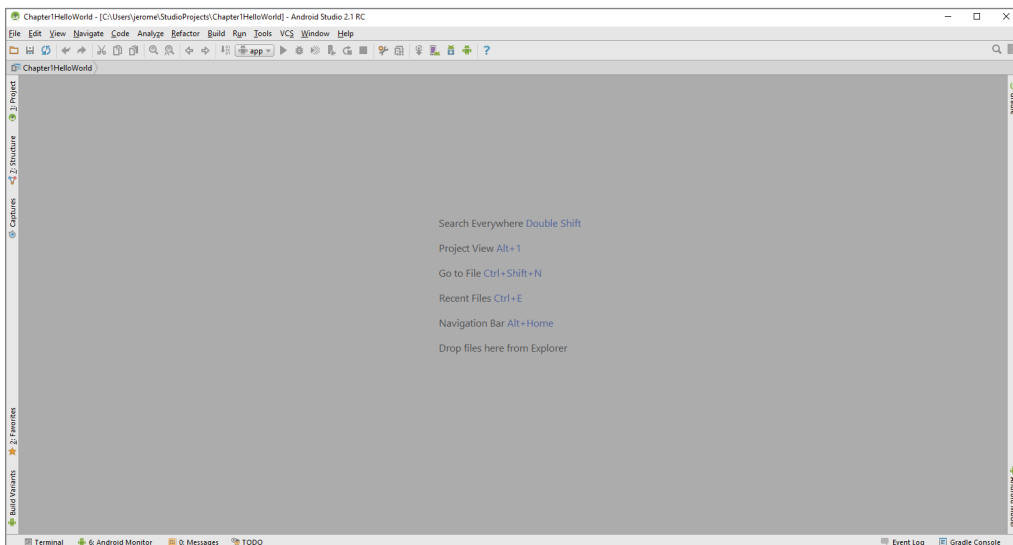 Chapter1HelloWorld - [C:\Users\jerome\StudioProjects\Chapter1HelloWorld] - Android Studio 2.1 RC
File Edit View Navigate Code Analyze Refactor Build Run Tools VCS Window Help
app
Chapter1HelloWorld
1: Project
7: Structure
Captures
Search Everywhere Double Shift
Project View Alt+1
Go to File Ctrl+Shift+N
Recent Files Ctrl+E
Navigation Bar Alt+Home
Drop files here from Explorer
2: Favorites
Build Variants
Terminal 6: Android Monitor 0: Messages TODO Event Log Gradle Console